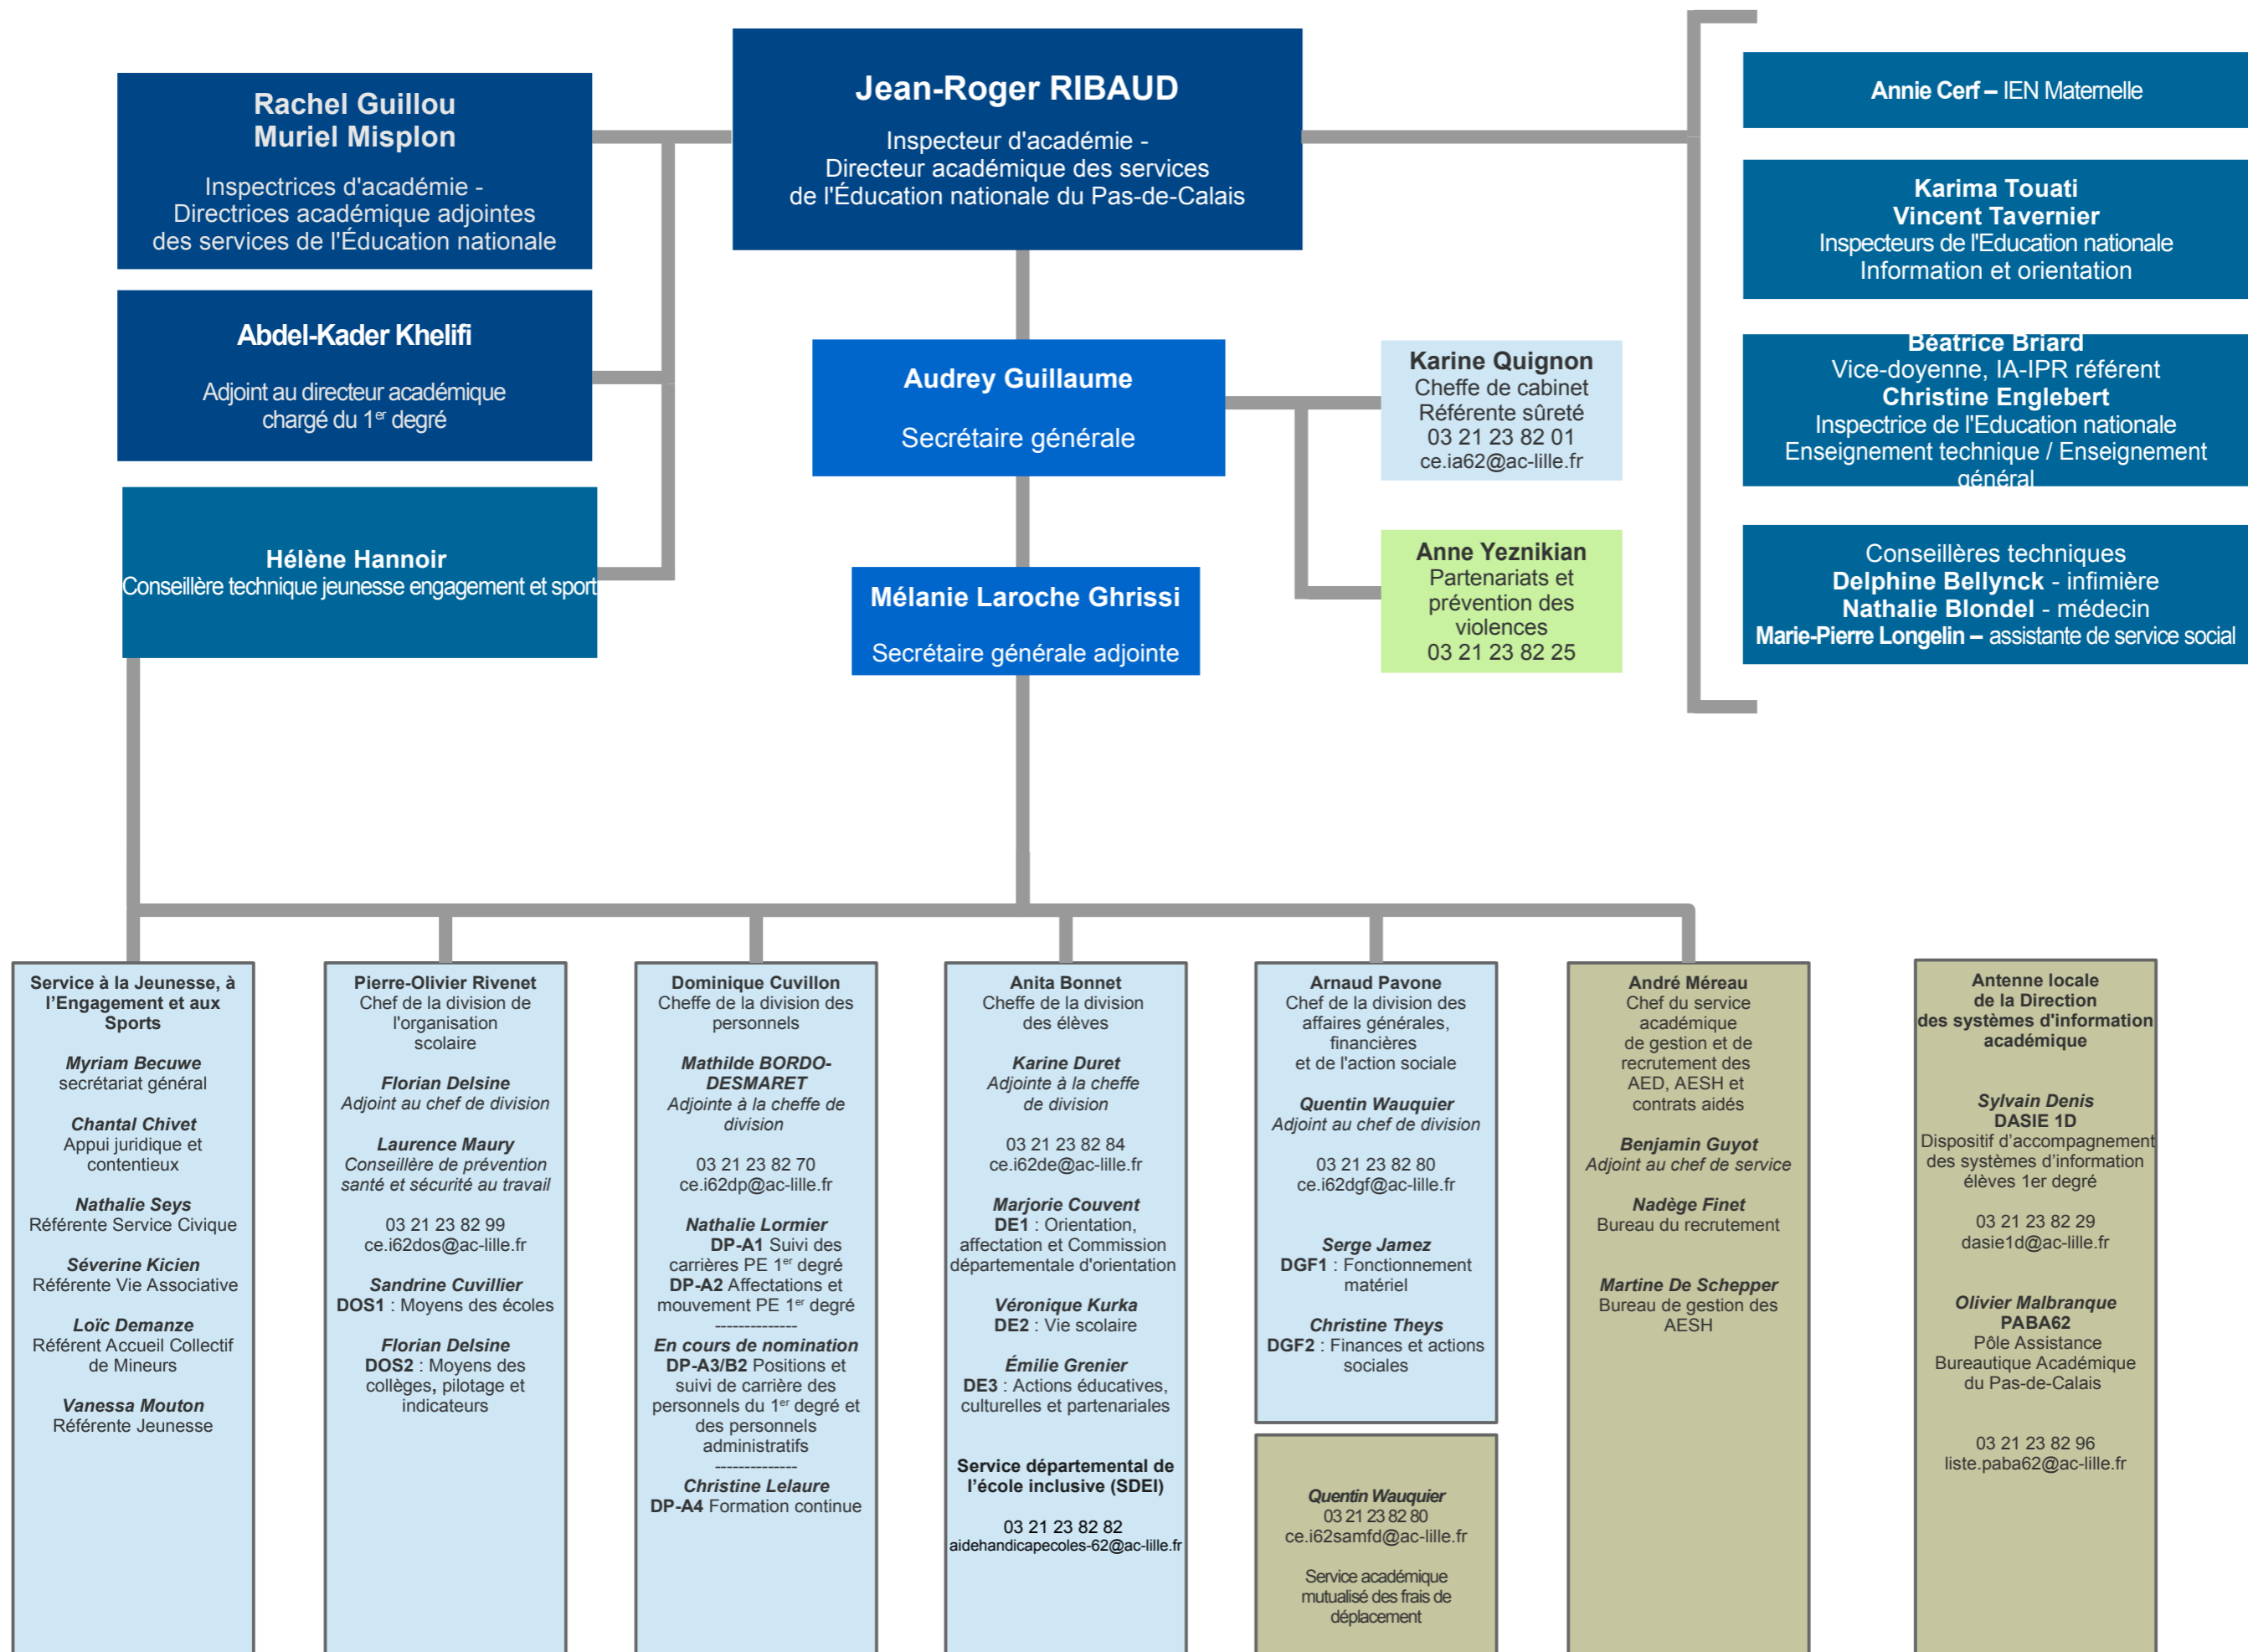 Rachel Guillou
Muriel Misplon
Inspectrices d'académie -
Directrices académique adjointes
des services de l'Éducation nationale
Jean-Roger RIBAUD
Inspecteur d'académie -
Directeur académique des services
de l'Éducation nationale du Pas-de-Calais
Annie Cerf – IEN Maternelle
Karima Touati
Vincent Tavernier
Inspecteurs de l'Education nationale
Information et orientation
Abdel-Kader Khelifi
Adjoint au directeur académique
chargé du 1er degré
Audrey Guillaume
Secrétaire générale
Karine Quignon
Cheffe de cabinet
Référente sûreté
03 21 23 82 01
ce.ia62@ac-lille.fr
Béatrice Briard
Vice-doyenne, IA-IPR référent
Christine Englebert
Inspectrice de l'Education nationale
Enseignement technique / Enseignement
général
Hélène Hannoir
Conseillère technique jeunesse engagement et sport
Mélanie Laroche Ghrissi
Secrétaire générale adjointe
Anne Yeznikian
Partenariats et
prévention des
violences
03 21 23 82 25
Conseillères techniques
Delphine Bellynck - infimière
Nathalie Blondel - médecin
Marie-Pierre Longelin – assistante de service social
Service à la Jeunesse, à
l’Engagement et aux
Sports
Myriam Becuwe
secrétariat général
Chantal Chivet
Appui juridique et
contentieux
Nathalie Seys
Référente Service Civique
Séverine Kicien
Référente Vie Associative
Loïc Demanze
Référent Accueil Collectif
de Mineurs
Vanessa Mouton
Référente Jeunesse
Pierre-Olivier Rivenet
Chef de la division de
l'organisation
scolaire
Florian Delsine
Adjoint au chef de division
Laurence Maury
Conseillère de prévention
santé et sécurité au travail
03 21 23 82 99
ce.i62dos@ac-lille.fr
Sandrine Cuvillier
DOS1 : Moyens des écoles
Florian Delsine
DOS2 : Moyens des
collèges, pilotage et
indicateurs
Dominique Cuvillon
Cheffe de la division des
personnels
Mathilde BORDO-
DESMARET
Adjointe à la cheffe de
division
03 21 23 82 70
ce.i62dp@ac-lille.fr
Nathalie Lormier
DP-A1 Suivi des
carrières PE 1er degré
DP-A2 Affectations et
mouvement PE 1er degré
--------------
En cours de nomination
DP-A3/B2 Positions et
suivi de carrière des
personnels du 1er degré et
des personnels
administratifs
--------------
Christine Lelaure
DP-A4 Formation continue
Anita Bonnet
Cheffe de la division
des élèves
Karine Duret
Adjointe à la cheffe
de division
03 21 23 82 84
ce.i62de@ac-lille.fr
Marjorie Couvent
DE1 : Orientation,
affectation et Commission
départementale d'orientation
Véronique Kurka
DE2 : Vie scolaire
Émilie Grenier
DE3 : Actions éducatives,
culturelles et partenariales
Service départemental de
l’école inclusive (SDEI)
03 21 23 82 82
aidehandicapecoles-62@ac-lille.fr
Arnaud Pavone
Chef de la division des
affaires générales,
financières
et de l'action sociale
Quentin Wauquier
Adjoint au chef de division
03 21 23 82 80
ce.i62dgf@ac-lille.fr
Serge Jamez
DGF1 : Fonctionnement
matériel
Christine Theys
DGF2 : Finances et actions
sociales
Quentin Wauquier
03 21 23 82 80
ce.i62samfd@ac-lille.fr
Service académique
mutualisé des frais de
déplacement
André Méreau
Chef du service
académique
de gestion et de
recrutement des
AED, AESH et
contrats aidés
Benjamin Guyot
Adjoint au chef de service
Nadège Finet
Bureau du recrutement
Martine De Schepper
Bureau de gestion des
AESH
Antenne locale
de la Direction
des systèmes d'information
académique
Sylvain Denis
DASIE 1D
Dispositif d’accompagnement
des systèmes d’information
élèves 1er degré
03 21 23 82 29
dasie1d@ac-lille.fr
Olivier Malbranque
PABA62
Pôle Assistance
Bureautique Académique
du Pas-de-Calais
03 21 23 82 96
liste.paba62@ac-lille.fr